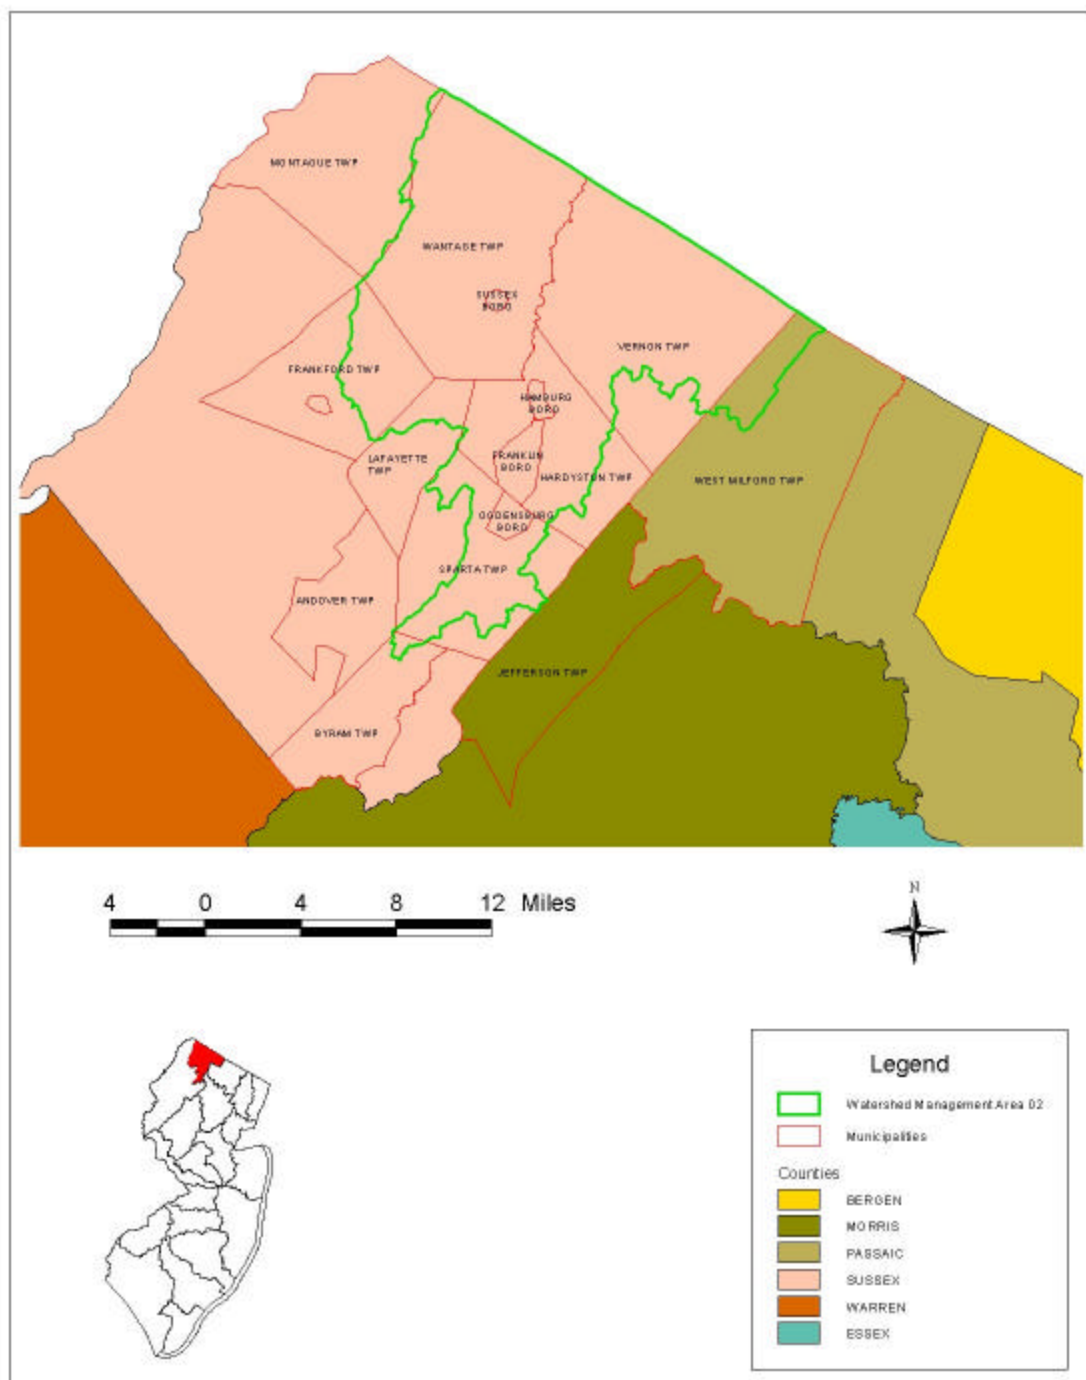 MONTAGUE TWP
WANTAGE TWP
SUSSEX
BORO
VERNON TWP
FRANKFORD TWP
HAMBURG
BORO
LAFAYETTE
TWP
FRANKLIN
BORO
HARDYSTON TWP
WEST MILFORD TWP
OGDENSBURG
BORO
SPARTA TWP
ANDOVER TWP
JEFFERSON TWP
BYRAM TWP
4 0 4 8 12 Miles
N
Legend
Watershed Management Area 02
Municipalities
Counties
BERGEN
MORRIS
PASSAIC
SUSSEX
WARREN
ESSEX